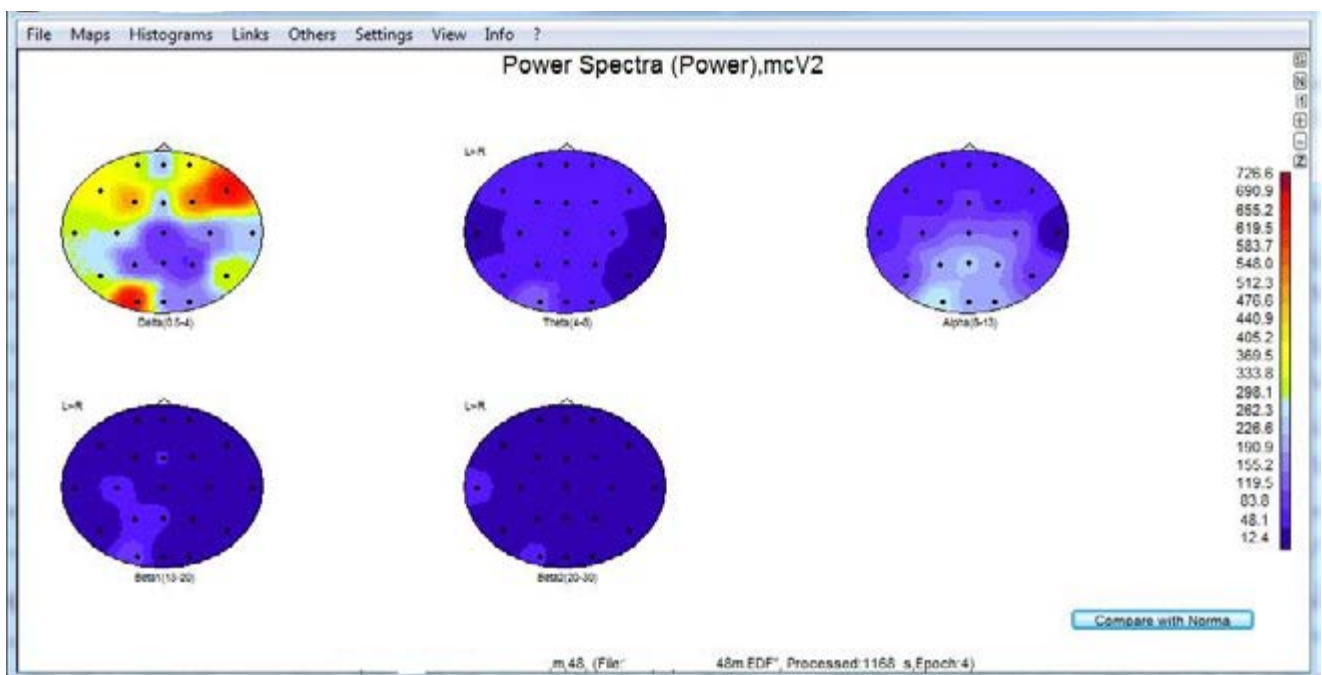 File Maps Histograms Links Others Settings View Info ?
Power Spectra (Power),mcV2
S
N
1
+
-
Z
L>R
Delta(0.5-4)
Theta(4-8)
Alpha(8-13)
726.6
690.9
655.2
619.5
583.7
548.0
512.3
476.6
440.9
405.2
369.5
333.8
298.1
262.3
226.6
190.9
155.2
119.5
83.8
48.1
12.4
L>R
L>R
Beta1(13-20)
Beta2(20-30)
Compare with Norma
,m,48, (File:" 48m.EDF", Processed:1168 s,Epoch:4)